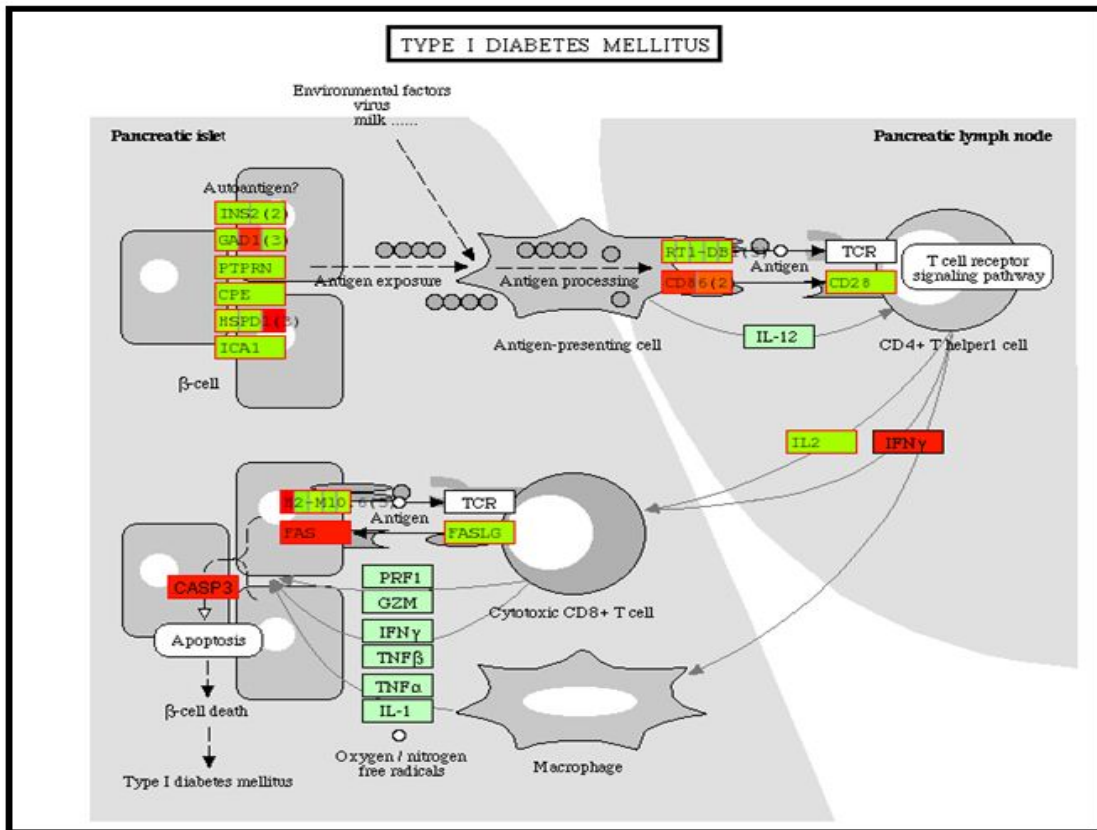 TYPE I DIABETES MELLITUS
Environmental factors
virus
milk ......
Pancreatic islet
Pancreatic lymph node
Autoantigen?
INS2(2)
GAD1(3)
PTPRN
CPE
HSPD1(3)
ICA1
β-cell
Antigen exposure
Antigen processing
Antigen-presenting cell
RT1-DB1(5)
CD86(2)
Antigen
TCR
CD28
T cell receptor
signaling pathway
IL-12
CD4+ T helper1 cell
IL2
IFNγ
TCR
Antigen
FAS
FASLG
CASP3
Apoptosis
β-cell death
Type I diabetes mellitus
PRF1
GZM
IFNγ
TNFβ
TNFα
IL-1
Oxygen / nitrogen
free radicals
Cytotoxic CD8+ T cell
Macrophage